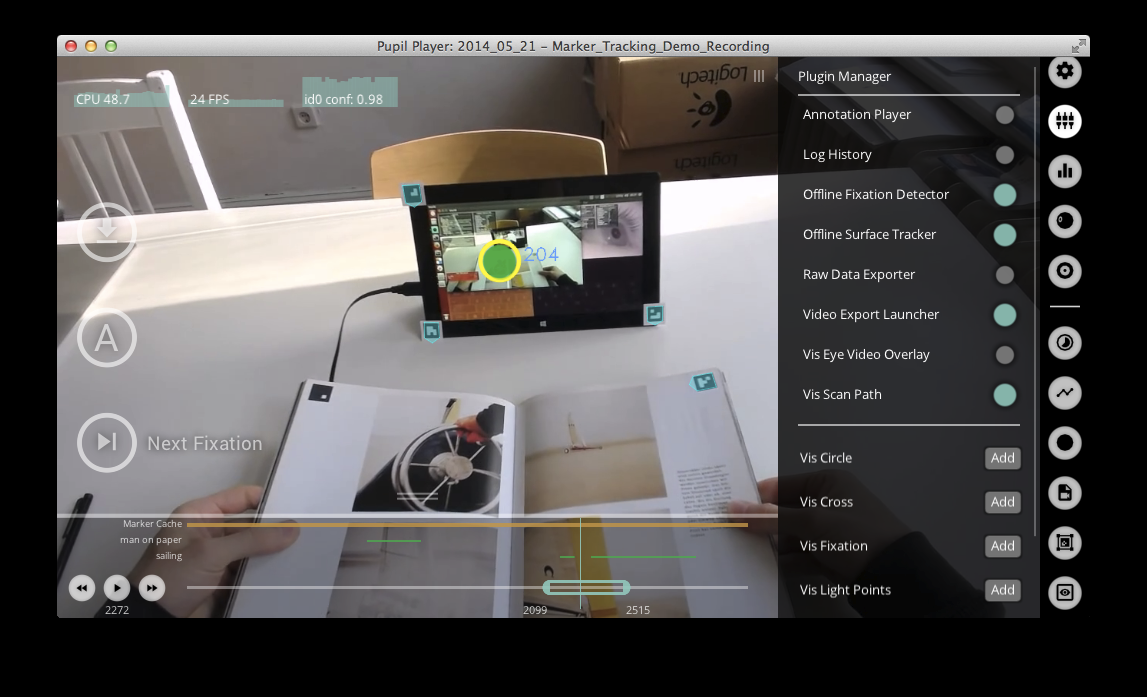 Pupil Player: 2014_05_21 – Marker_Tracking_Demo_Recording
CPU 48.7
24 FPS
id0 conf: 0.98
Logitech
Logitech
204
A
Next Fixation
Marker Cache
man on paper
sailing
2272
2099
2515
Plugin Manager
Annotation Player
Log History
Offline Fixation Detector
Offline Surface Tracker
Raw Data Exporter
Video Export Launcher
Vis Eye Video Overlay
Vis Scan Path
Vis Circle
Add
Vis Cross
Add
Vis Fixation
Add
Vis Light Points
Add